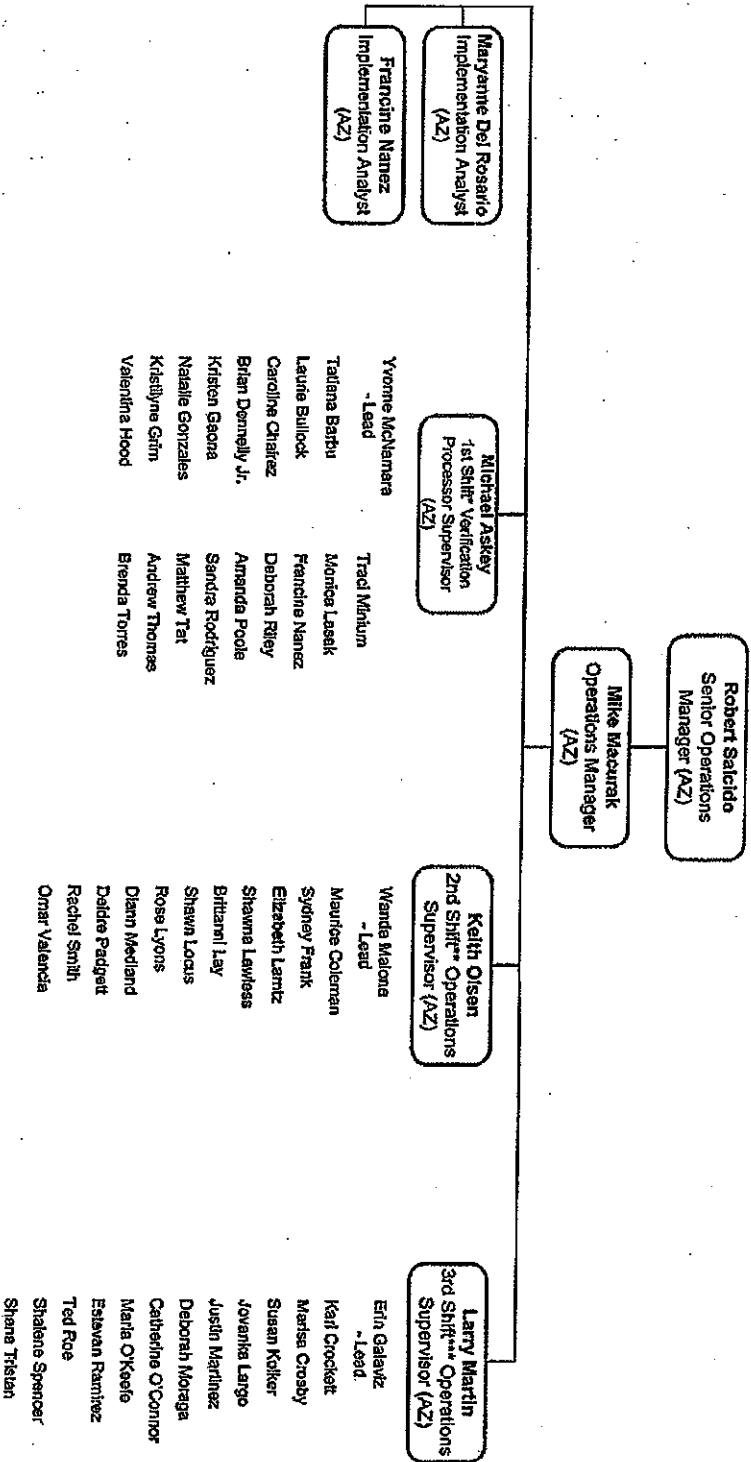 Robert Salcido
Senior Operations
Manager (AZ)
Mike Macurak
Operations Manager
(AZ)
Maryanne Del Rosario
Implementation Analyst
(AZ)
Francine Nanez
Implementation Analyst
(AZ)
Michael Askey
1st Shift* Verification
Processor Supervisor
(AZ)
Yvonne McNamara
- Lead
Tatiana Barbu
Laurie Bullock
Caroline Chairez
Brian Donnelly Jr.
Kristen Gaona
Natalie Gonzales
Kristilyne Grim
Valentina Hood
Traci Minium
Monica Lasak
Francine Nanez
Deborah Riley
Amanda Poole
Sandra Rodriguez
Matthew Tat
Andrew Thomas
Brenda Torres
Keith Olsen
2nd Shift** Operations
Supervisor (AZ)
Wanda Malone
- Lead
Maurice Coleman
Sydney Frank
Elizabeth Lamtz
Shawna Lawless
Brittanni Lay
Shawn Locus
Rose Lyons
Diann Medland
Deidre Padgett
Rachel Smith
Omar Valencia
Larry Martin
3rd Shift*** Operations
Supervisor (AZ)
Erin Galaviz
- Lead
Karl Crockett
Marisa Crosby
Susan Kolker
Jovanka Largo
Justin Martinez
Deborah Moraga
Catherine O'Connor
Maria O'Keefe
Estevan Ramirez
Ted Roe
Shalene Spencer
Shane Tristan